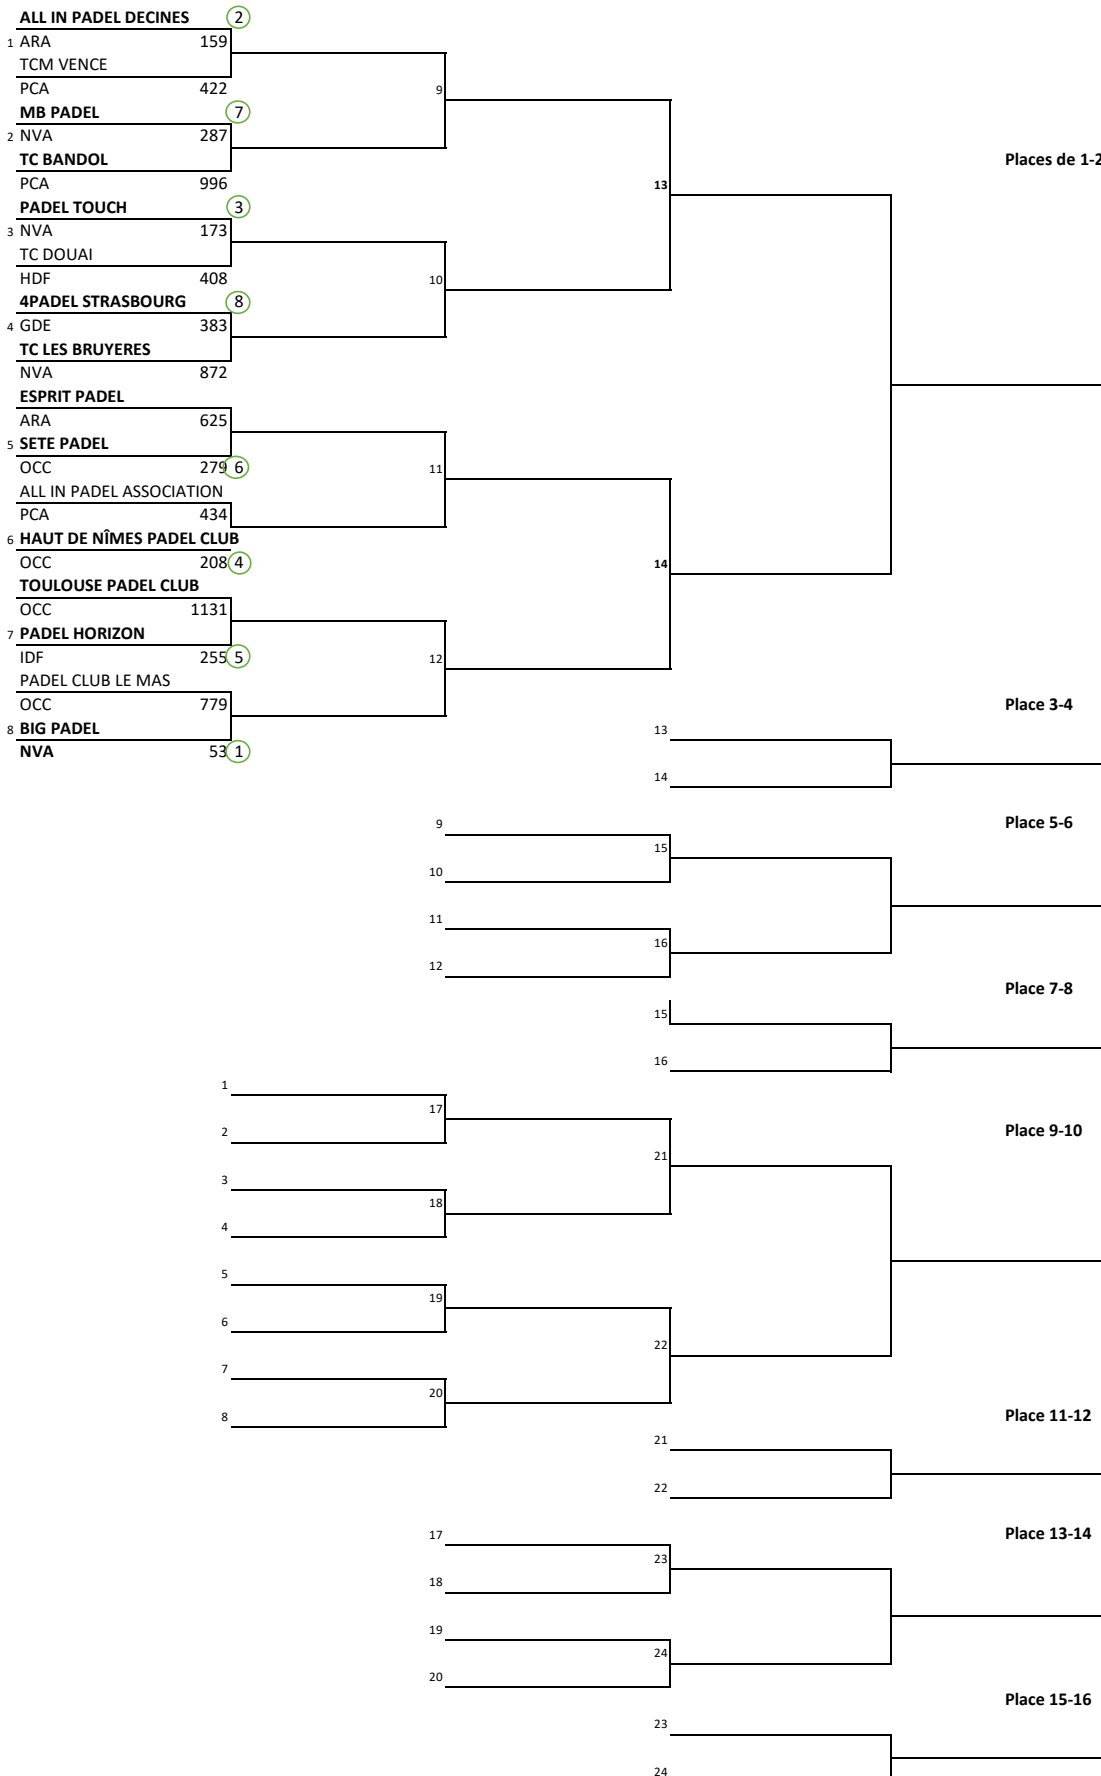 ALL IN PADEL DECINES 2
1 ARA 159
TCM VENCE
PCA 422
9
MB PADEL 7
2 NVA 287
TC BANDOL
Places de 1-2
PCA 996
13
PADEL TOUCH 3
3 NVA 173
TC DOUAI
HDF 408
10
4PADEL STRASBOURG 8
4 GDE 383
TC LES BRUYERES
NVA 872
ESPRIT PADEL
ARA 625
5 SETE PADEL
OCC 279 6
11
ALL IN PADEL ASSOCIATION
PCA 434
6 HAUT DE NÎMES PADEL CLUB
OCC 208 4
14
TOULOUSE PADEL CLUB
OCC 1131
7 PADEL HORIZON
IDF 255 5
12
PADEL CLUB LE MAS
OCC 779
Place 3-4
8 BIG PADEL
13
NVA 53 1
14
Place 5-6
9
15
10
11
16
12
Place 7-8
15
16
1
17
2
Place 9-10
21
3
18
4
5
19
6
22
7
20
8
Place 11-12
21
22
17
Place 13-14
23
18
19
24
20
Place 15-16
23
24